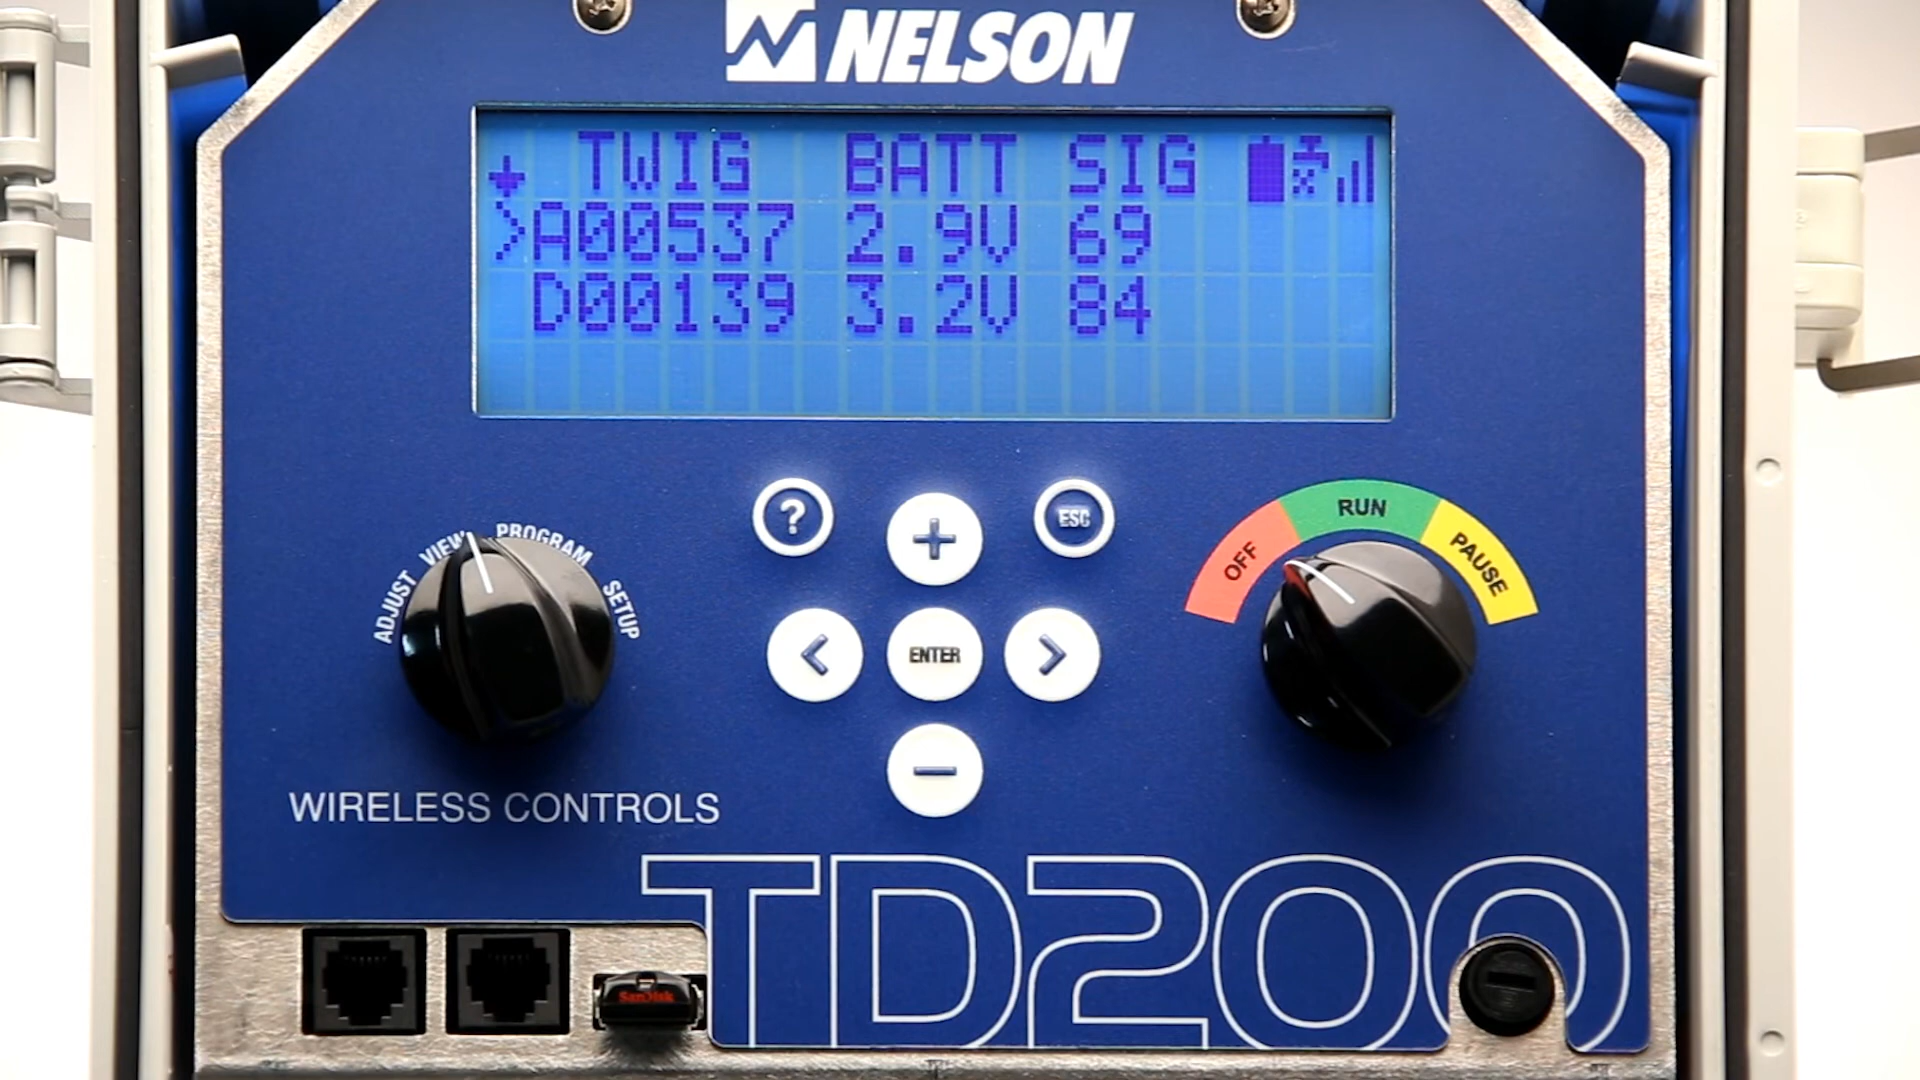 NELSON
TWIG BATT SIG
>A00537 2.9V 69
D00139 3.2V 84
?
+
ESC
OFF
RUN
PAUSE
ADJUST
VIEW
PROGRAM
SETUP
<
ENTER
>
−
WIRELESS CONTROLS
TD200
SanDisk